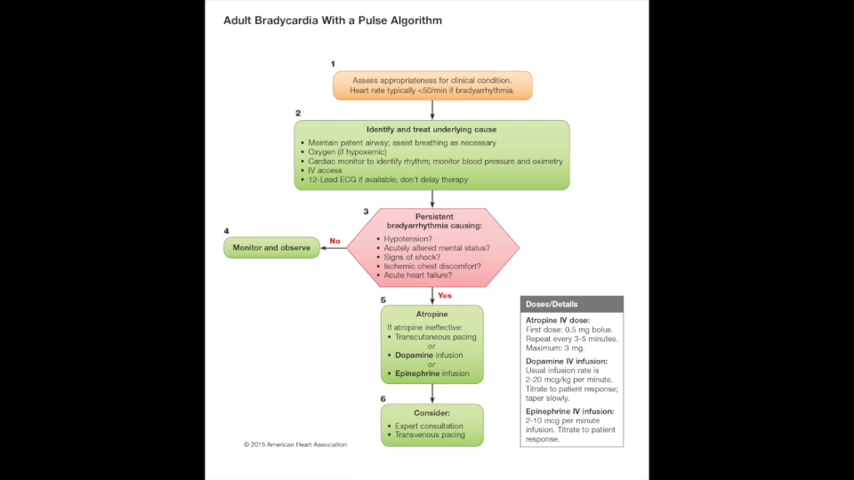 Adult Bradycardia With a Pulse Algorithm
1
Assess appropriateness for clinical condition.
Heart rate typically <50/min if bradyarrhythmia.
2
Identify and treat underlying cause
• Maintain patent airway; assist breathing as necessary
• Oxygen (if hypoxemic)
• Cardiac monitor to identify rhythm; monitor blood pressure and oximetry
• IV access
• 12-Lead ECG if available; don't delay therapy
3
Persistent
bradyarrhythmia causing:
• Hypotension?
• Acutely altered mental status?
• Signs of shock?
• Ischemic chest discomfort?
• Acute heart failure?
No
4
Monitor and observe
Yes
5
Atropine
If atropine ineffective:
• Transcutaneous pacing
or
• Dopamine infusion
or
• Epinephrine infusion
6
Consider:
• Expert consultation
• Transvenous pacing
Doses/Details
Atropine IV dose:
First dose: 0.5 mg bolus.
Repeat every 3-5 minutes.
Maximum: 3 mg.
Dopamine IV infusion:
Usual infusion rate is
2-20 mcg/kg per minute.
Titrate to patient response;
taper slowly.
Epinephrine IV infusion:
2-10 mcg per minute
infusion. Titrate to patient
response.
© 2015 American Heart Association